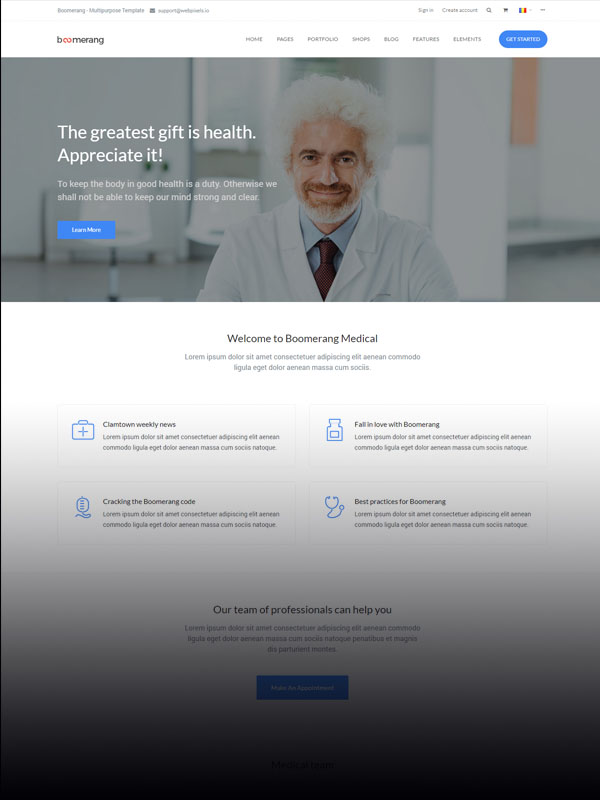 Boomerang - Multipurpose Template support@webpixels.io Sign in Create account
boomerang HOME PAGES PORTFOLIO SHOPS BLOG FEATURES ELEMENTS GET STARTED
The greatest gift is health.
Appreciate it!
To keep the body in good health is a duty. Otherwise we
shall not be able to keep our mind strong and clear.
Learn More
Welcome to Boomerang Medical
Lorem ipsum dolor sit amet consectetuer adipiscing elit aenean commodo
ligula eget dolor aenean massa cum sociis.
Clamtown weekly news
Lorem ipsum dolor sit amet consectetuer adipiscing elit aenean
commodo ligula eget dolor aenean massa cum sociis natoque.
Fall in love with Boomerang
Lorem ipsum dolor sit amet consectetuer adipiscing elit aenean
commodo ligula eget dolor aenean massa cum sociis natoque.
Cracking the Boomerang code
Lorem ipsum dolor sit amet consectetuer adipiscing elit aenean
commodo ligula eget dolor aenean massa cum sociis natoque.
Best practices for Boomerang
Lorem ipsum dolor sit amet consectetuer adipiscing elit aenean
commodo ligula eget dolor aenean massa cum sociis natoque.
Our team of professionals can help you
Lorem ipsum dolor sit amet consectetuer adipiscing elit aenean commodo
ligula eget dolor aenean massa cum sociis natoque penatibus et magnis
dis parturient montes.
Make An Appointment
Medical team